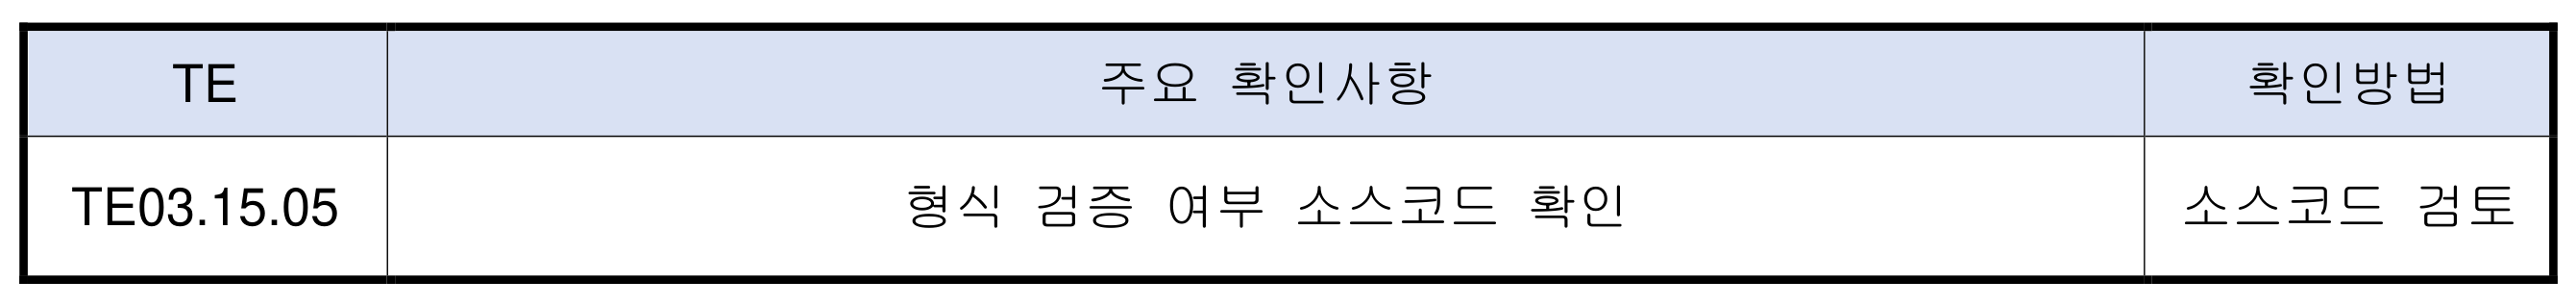 TE 주요 확인사항 확인방법
TE03.15.05 형식 검증 여부 소스코드 확인 소스코드 검토